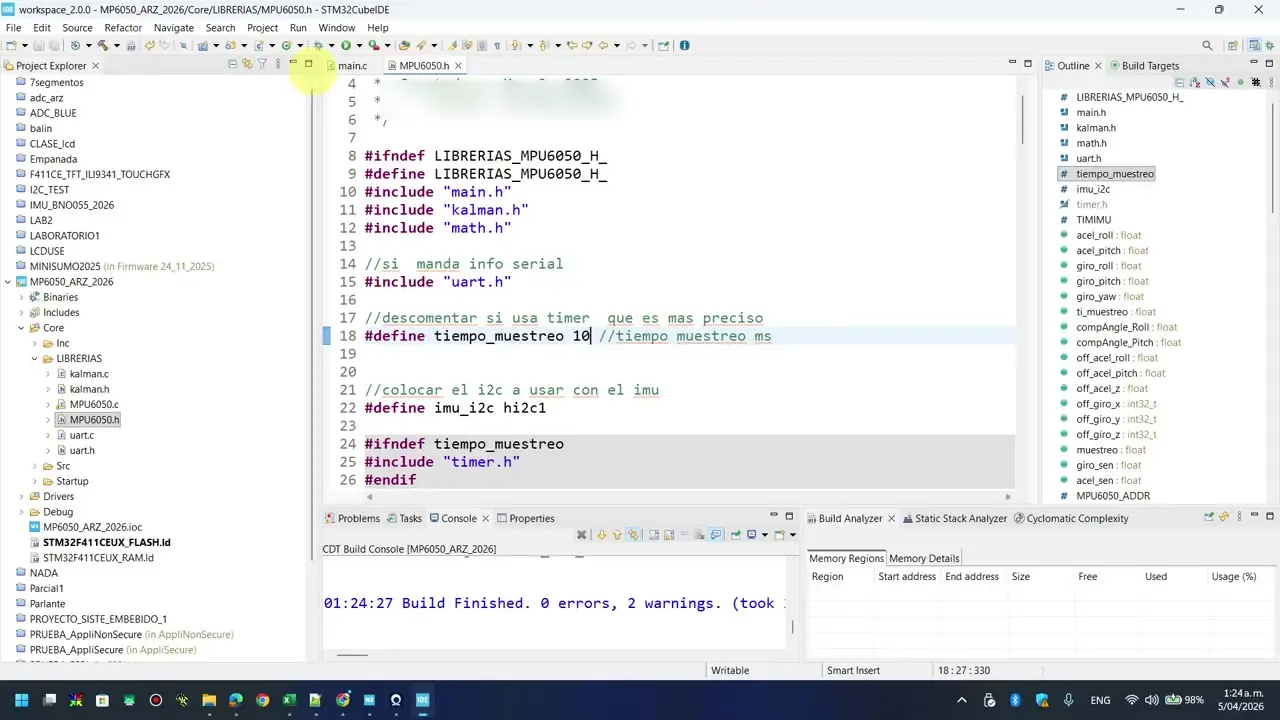 workspace_2.0.0 - MP6050_ARZ_2026/Core/LIBRERIAS/MPU6050.h - STM32CubeIDE
File Edit Source Refactor Navigate Search Project Run Window Help
Project Explorer
7segmentos
adc_arz
ADC_BLUE
balin
CLASE_lcd
Empanada
F411CE_TFT_ILI9341_TOUCHGFX
I2C_TEST
IMU_BNO055_2026
LAB2
LABORATORIO1
LCDUSE
MINISUMO2025 (in Firmware 24_11_2025)
MP6050_ARZ_2026
Binaries
Includes
Core
Inc
LIBRERIAS
kalman.c
kalman.h
MPU6050.c
MPU6050.h
uart.c
uart.h
Src
Startup
Drivers
Debug
MP6050_ARZ_2026.ioc
STM32F411CEUX_FLASH.ld
STM32F411CEUX_RAM.ld
NADA
Parcial1
Parlante
PROYECTO_SISTE_EMBEBIDO_1
PRUEBA_AppliNonSecure (in AppliNonSecure)
PRUEBA_AppliSecure (in AppliSecure)
main.c MPU6050.h
4 *
5 *
6 */
7
8 #ifndef LIBRERIAS_MPU6050_H_
9 #define LIBRERIAS_MPU6050_H_
10 #include "main.h"
11 #include "kalman.h"
12 #include "math.h"
13
14 //si manda info serial
15 #include "uart.h"
16
17 //descomentar si usa timer que es mas preciso
18 #define tiempo_muestreo 10 //tiempo muestreo ms
19
20
21 //colocar el i2c a usar con el imu
22 #define imu_i2c hi2c1
23
24 #ifndef tiempo_muestreo
25 #include "timer.h"
26 #endif
Outline Build Targets
LIBRERIAS_MPU6050_H_
main.h
kalman.h
math.h
uart.h
tiempo_muestreo
imu_i2c
timer.h
TIMIMU
acel_roll : float
acel_pitch : float
giro_roll : float
giro_pitch : float
giro_yaw : float
ti_muestreo : float
compAngle_Roll : float
compAngle_Pitch : float
off_acel_roll : float
off_acel_pitch : float
off_acel_z : float
off_giro_x : int32_t
off_giro_y : int32_t
off_giro_z : int32_t
muestreo : float
giro_sen : float
acel_sen : float
MPU6050_ADDR
Problems Tasks Console Properties
CDT Build Console [MP6050_ARZ_2026]
01:24:27 Build Finished. 0 errors, 2 warnings. (took
Build Analyzer Static Stack Analyzer Cyclomatic Complexity
Memory Regions Memory Details
Region Start address End address Size Free Used Usage (%)
Writable Smart Insert 18 : 27 : 330
ENG 98% 1:24 a.m.
5/04/2026